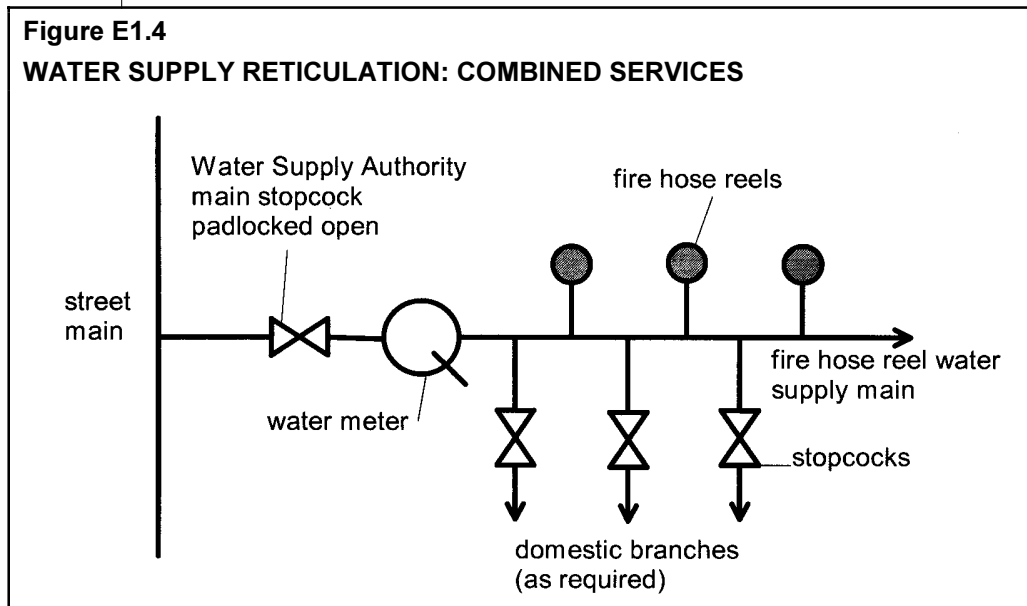 Figure E1.4
WATER SUPPLY RETICULATION: COMBINED SERVICES
Water Supply Authority
main stopcock
padlocked open
fire hose reels
street
main
fire hose reel water
supply main
water meter
stopcocks
domestic branches
(as required)